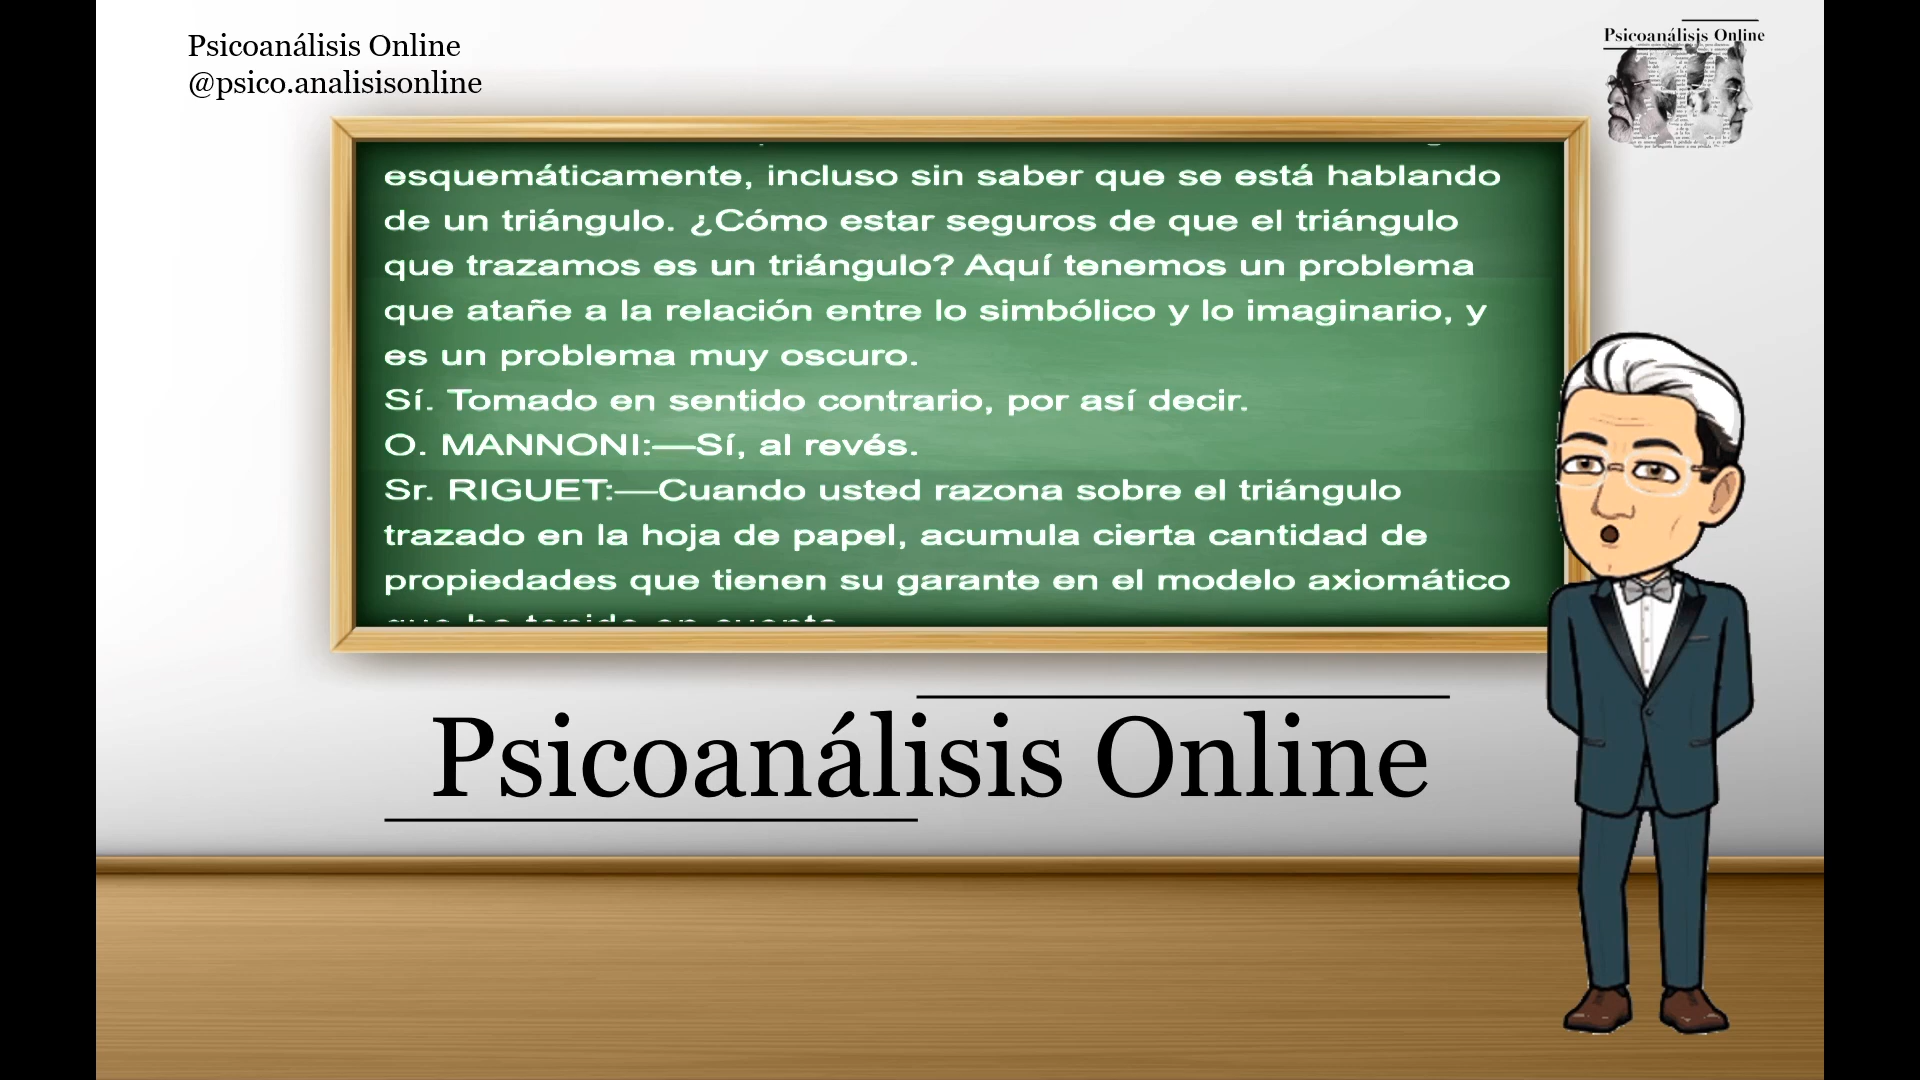 Psicoanálisis Online
@psico.analisisonline
Psicoanálisis Online
esquemáticamente, incluso sin saber que se está hablando
de un triángulo. ¿Cómo estar seguros de que el triángulo
que trazamos es un triángulo? Aquí tenemos un problema
que atañe a la relación entre lo simbólico y lo imaginario, y
es un problema muy oscuro.
Sí. Tomado en sentido contrario, por así decir.
O. MANNONI:—Sí, al revés.
Sr. RIGUET:—Cuando usted razona sobre el triángulo
trazado en la hoja de papel, acumula cierta cantidad de
propiedades que tienen su garante en el modelo axiomático
Psicoanálisis Online